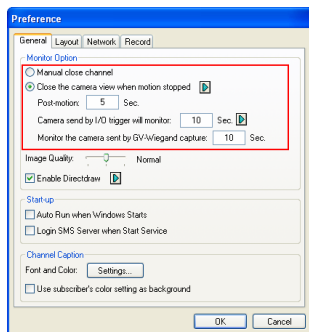 Preference
General Layout Network Record
Monitor Option
Manual close channel
Close the camera view when motion stopped
Post-motion: 5 Sec.
Camera send by I/O trigger will monitor: 10 Sec.
Monitor the camera sent by GV-Wiegand capture: 10 Sec.
Image Quality: Normal
Enable Directdraw
Start-up
Auto Run when Windows Starts
Login SMS Server when Start Service
Channel Caption
Font and Color: Settings...
Use subscriber's color setting as background
OK Cancel